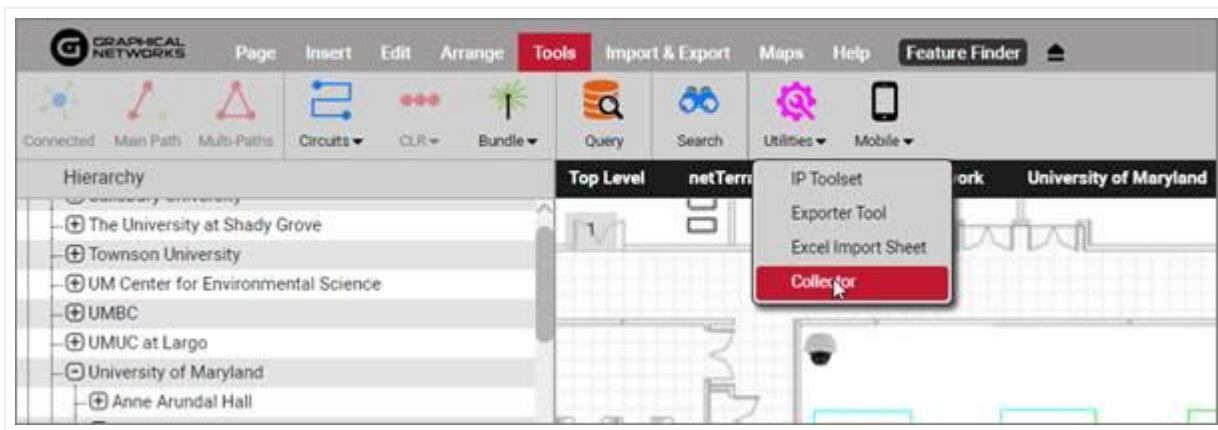 GRAPHICAL NETWORKS
Page Insert Edit Arrange Tools Import & Export Maps Help Feature Finder
Connected Main Path Multi-Paths Circuits CLR Bundle Query Search Utilities Mobile
Hierarchy
Top Level netTerr ork University of Maryland
The University at Shady Grove
Townson University
UM Center for Environmental Science
UMBC
UMUC at Largo
University of Maryland
Anne Arundal Hall
1
IP Toolset
Exporter Tool
Excel Import Sheet
Collector